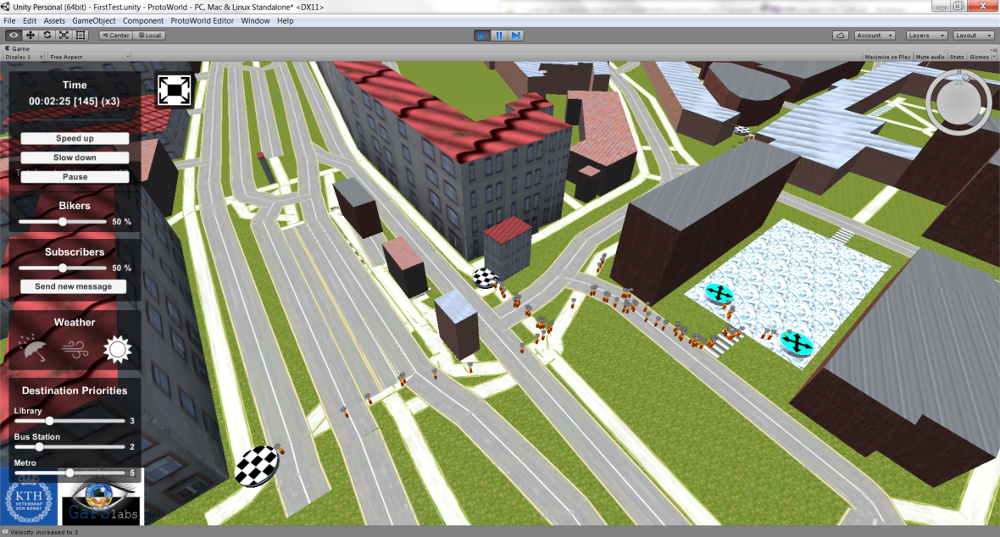 Unity Personal (64bit) - FirstTest.unity - ProtoWorld - PC, Mac & Linux Standalone* <DX11>
File Edit Assets GameObject Component ProtoWorld Editor Window Help
Center Local Account Layers Layout
Game
Display 1 Free Aspect Maximize on Play Mute audio Stats Gizmos
Time
00:02:25 [145] (x3)
Speed up
Slow down
Pause
Bikers
50 %
Subscribers
50 %
Send new message
Weather
Destination Priorities
Library
3
Bus Station
2
Metro
5
KTH
VETENSKAP
OCH KONST
GaPSlabs
Velocity increased to 3